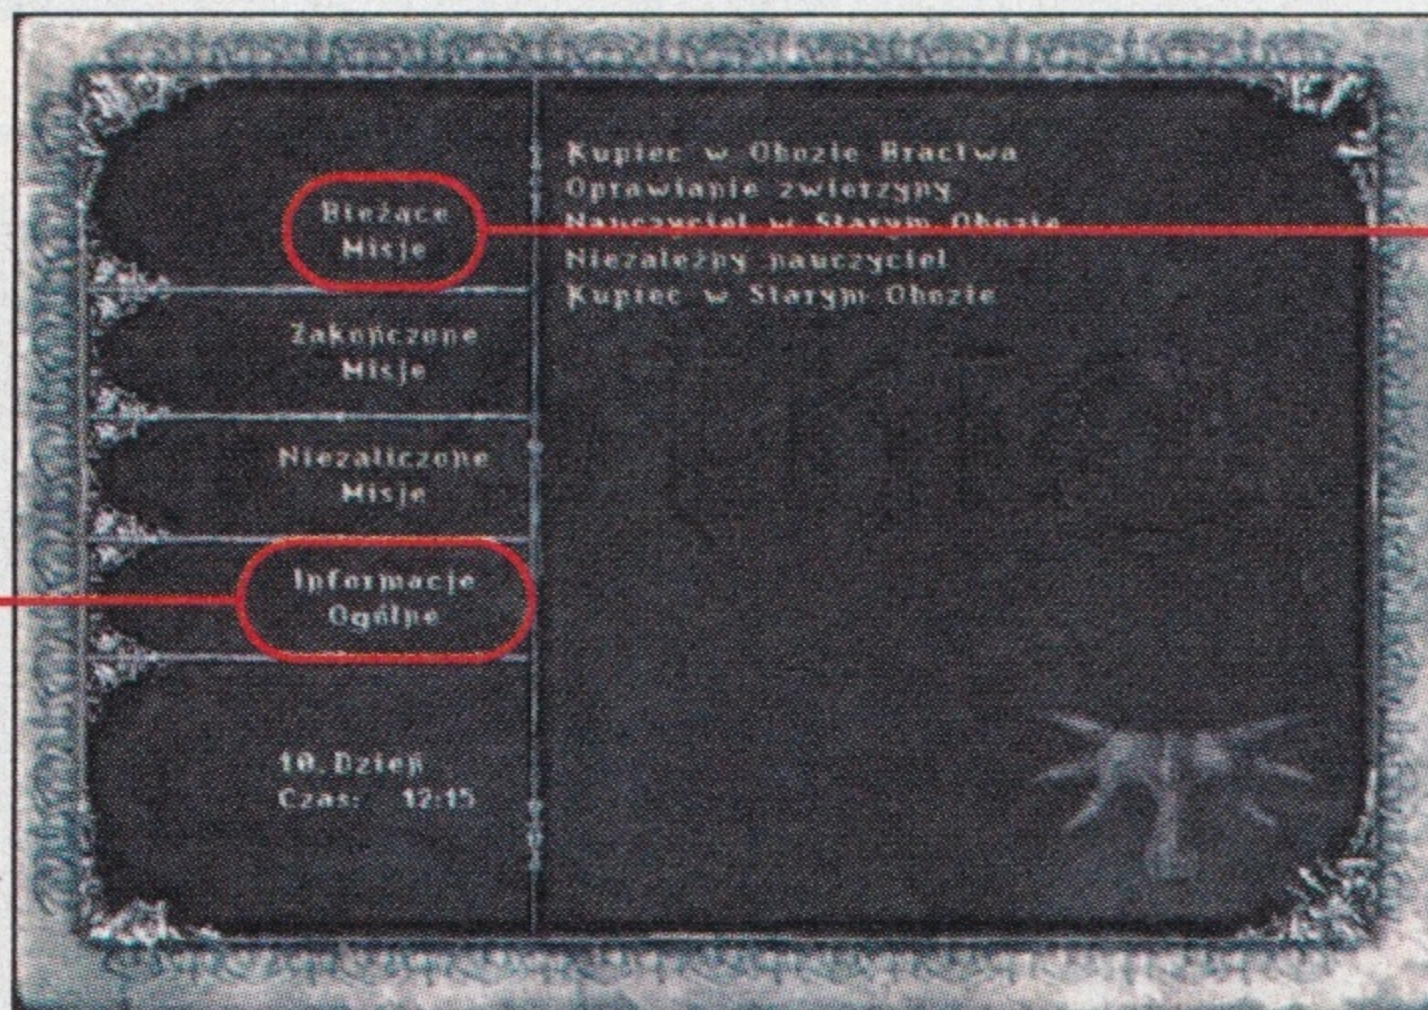 Bieżące
Misje
Zakończone
Misje
Niezaliczone
Misje
Informacje
Ogólne
10.Dzień
Czas: 12:15
Kupiec w Obozie Bractwa
Oprawianie zwierzyny
Nauczyciel w Starym Obozie
Niezależny nauczyciel
Kupiec w Starym Obozie